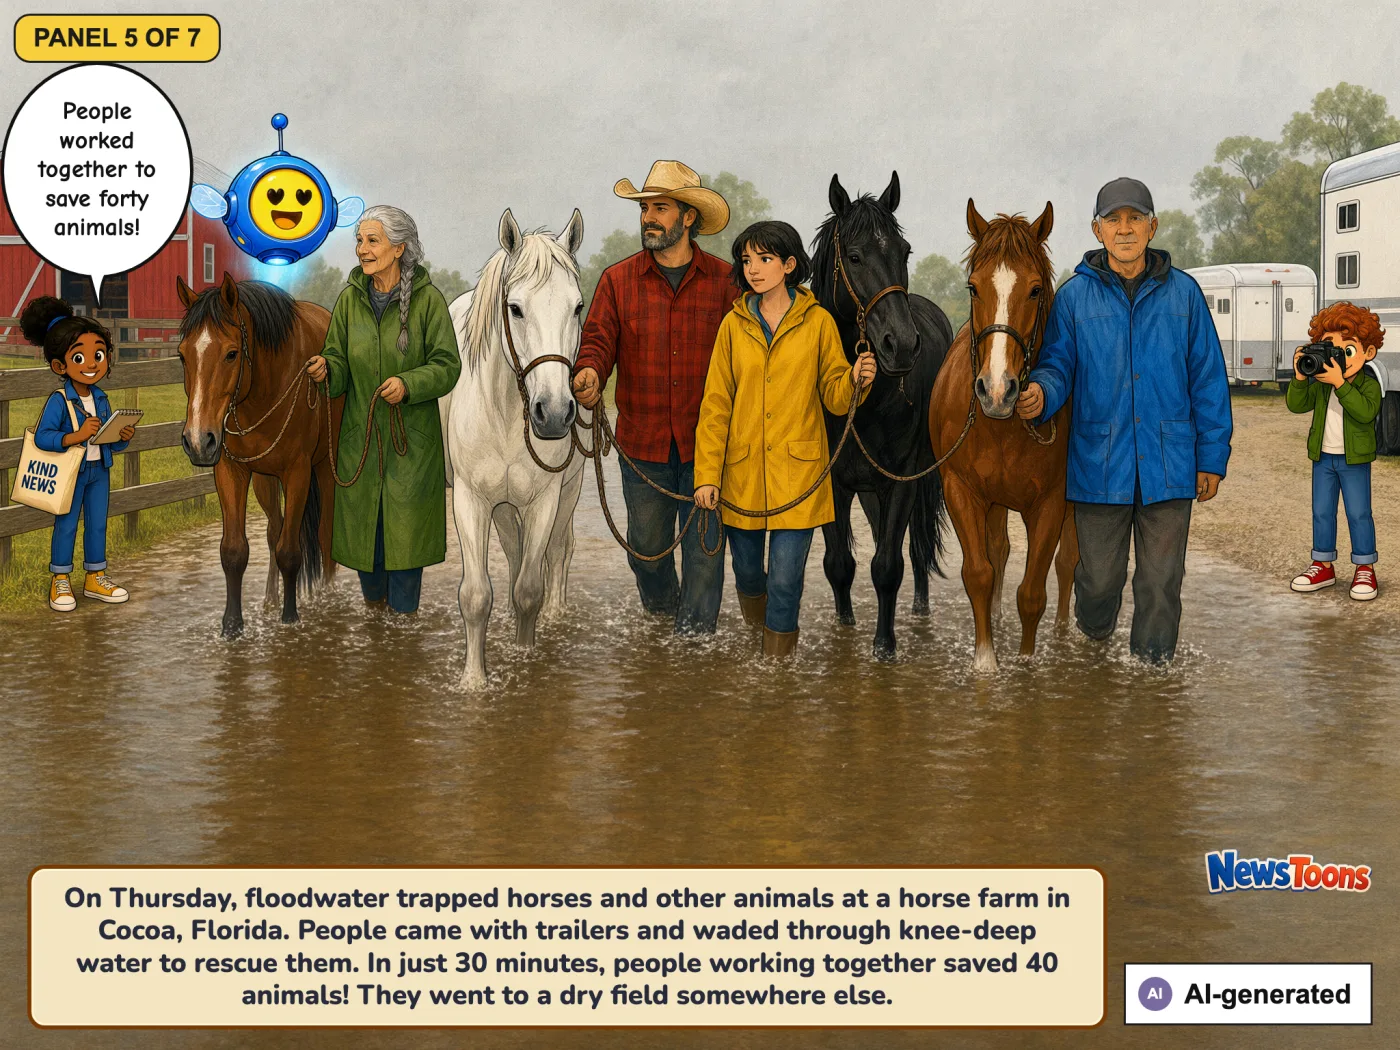 PANEL 5 OF 7
People
worked
together to
save forty
animals!
KIND
NEWS
On Thursday, floodwater trapped horses and other animals at a horse farm in
Cocoa, Florida. People came with trailers and waded through knee-deep
water to rescue them. In just 30 minutes, people working together saved 40
animals! They went to a dry field somewhere else.
NewsToons
AI AI-generated